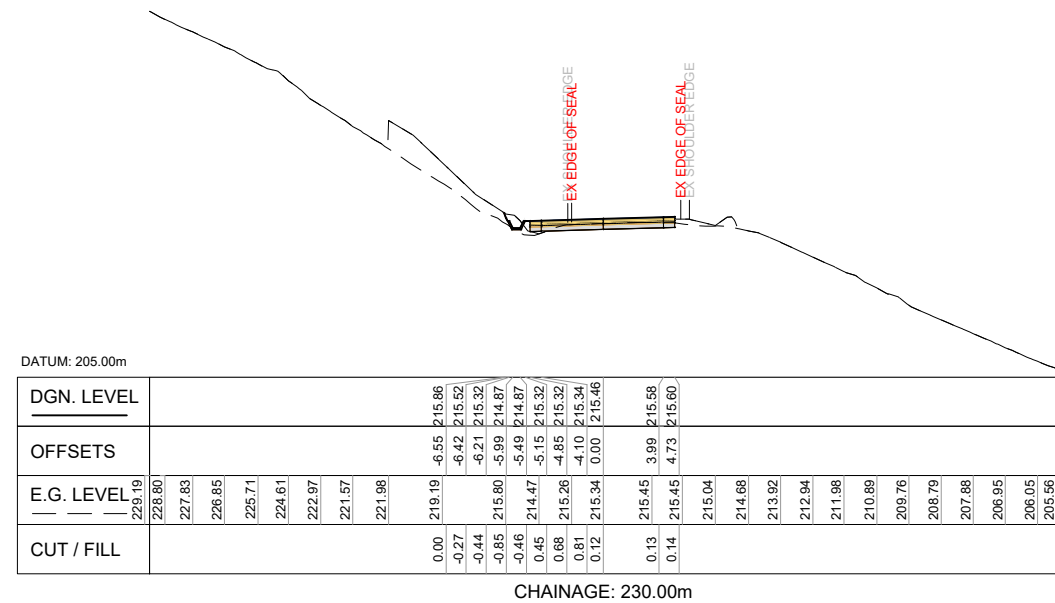 EX SHOULDER EDGE
EX EDGE OF SEAL
EX EDGE OF SEAL
EX SHOULDER EDGE
DATUM: 205.00m
DGN. LEVEL 215.86 215.52 215.32 214.87 214.87 215.32 215.32 215.34 215.46 215.58 215.60
OFFSETS -6.55 -6.42 -6.21 -5.99 -5.49 -5.15 -4.85 -4.10 0.00 3.99 4.73
E.G. LEVEL 229.19 228.80 227.83 226.85 225.71 224.61 222.97 221.57 221.98 219.19 215.80 214.47 215.26 215.34 215.45 215.45 215.04 214.68 213.92 212.94 211.98 210.89 209.76 208.79 207.88 206.95 206.05 205.56
CUT / FILL 0.00 -0.27 -0.44 -0.85 -0.46 0.45 0.68 0.81 0.12 0.13 0.14
CHAINAGE: 230.00m